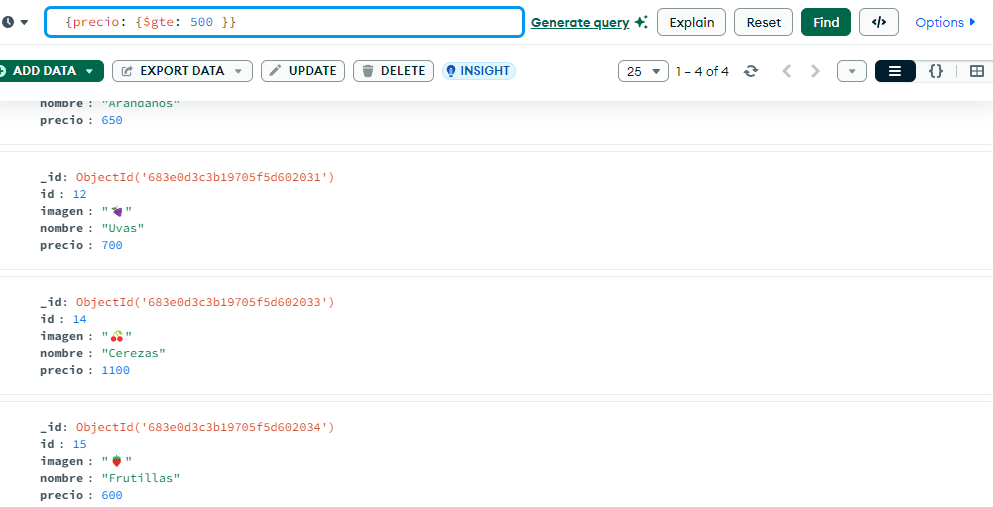 {precio: {$gte: 500 }}
Generate query
Explain
Reset
Find
</>
Options
ADD DATA
EXPORT DATA
UPDATE
DELETE
INSIGHT
25
1 – 4 of 4
{}
nombre : "Arandanos"
precio : 650
_id: ObjectId('683e0d3c3b19705f5d602031')
id : 12
imagen : "🍇"
nombre : "Uvas"
precio : 700
_id: ObjectId('683e0d3c3b19705f5d602033')
id : 14
imagen : "🍒"
nombre : "Cerezas"
precio : 1100
_id: ObjectId('683e0d3c3b19705f5d602034')
id : 15
imagen : "🍓"
nombre : "Frutillas"
precio : 600